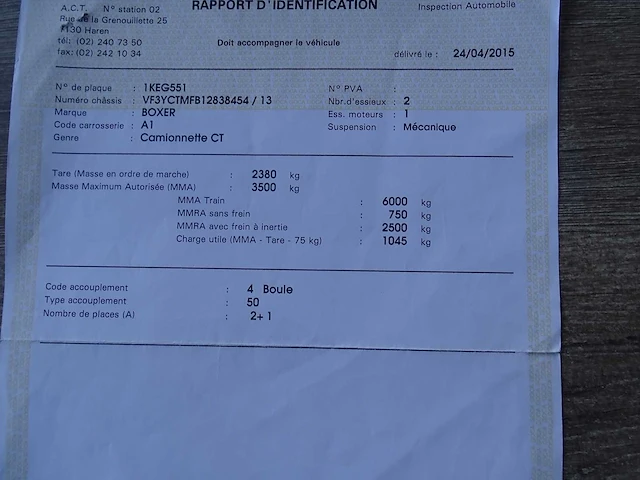 RAPPORT D'IDENTIFICATION
A.C.T. N° station 02
Inspection Automobile
Rue de la Grenouillette 25
1130 Haren
tél: (02) 240 73 50
Doit accompagner le véhicule
fax: (02) 242 10 34
délivré le : 24/04/2015
N° de plaque : 1KEG551
N° PVA :
Numéro châssis : VF3YCTMFB12838454 / 13
Nbr.d'essieux : 2
Marque : BOXER
Ess. moteurs : 1
Code carrosserie : A1
Suspension : Mécanique
Genre : Camionnette CT
Tare (Masse en ordre de marche) : 2380 kg
Masse Maximum Autorisée (MMA) : 3500 kg
MMA Train : 6000 kg
MMRA sans frein : 750 kg
MMRA avec frein à inertie : 2500 kg
Charge utile (MMA - Tare - 75 kg) : 1045 kg
Code accouplement : 4 Boule
Type accouplement : 50
Nombre de places (A) : 2+1